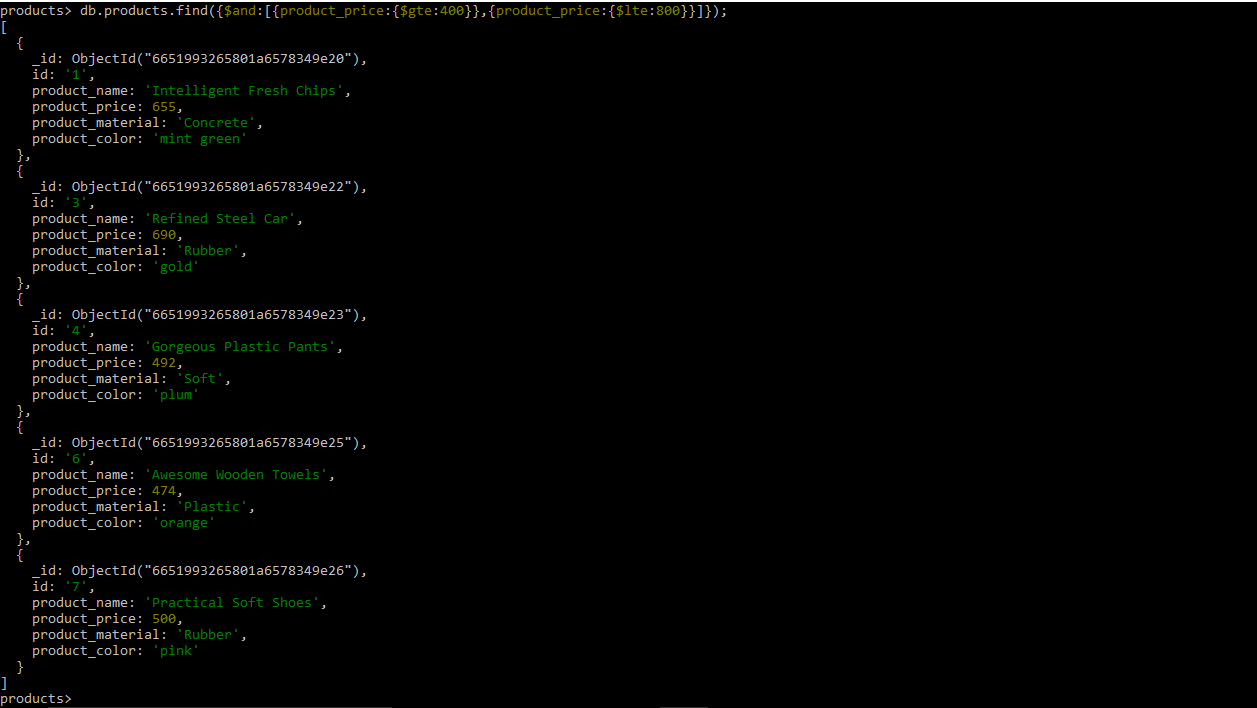 products> db.products.find({$and:[{product_price:{$gte:400}},{product_price:{$lte:800}}]});
[
  {
    _id: ObjectId("6651993265801a6578349e20"),
    id: '1',
    product_name: 'Intelligent Fresh Chips',
    product_price: 655,
    product_material: 'Concrete',
    product_color: 'mint green'
  },
  {
    _id: ObjectId("6651993265801a6578349e22"),
    id: '3',
    product_name: 'Refined Steel Car',
    product_price: 690,
    product_material: 'Rubber',
    product_color: 'gold'
  },
  {
    _id: ObjectId("6651993265801a6578349e23"),
    id: '4',
    product_name: 'Gorgeous Plastic Pants',
    product_price: 492,
    product_material: 'Soft',
    product_color: 'plum'
  },
  {
    _id: ObjectId("6651993265801a6578349e25"),
    id: '6',
    product_name: 'Awesome Wooden Towels',
    product_price: 474,
    product_material: 'Plastic',
    product_color: 'orange'
  },
  {
    _id: ObjectId("6651993265801a6578349e26"),
    id: '7',
    product_name: 'Practical Soft Shoes',
    product_price: 500,
    product_material: 'Rubber',
    product_color: 'pink'
  }
]
products>